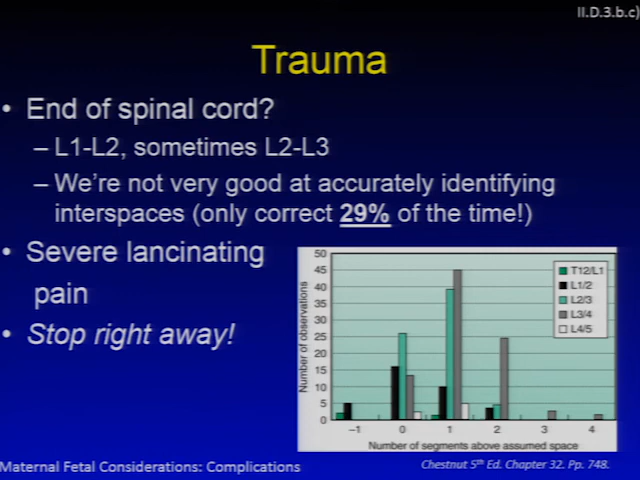 II.D.3.b.c)
Trauma
• End of spinal cord?
– L1-L2, sometimes L2-L3
– We're not very good at accurately identifying
interspaces (only correct 29% of the time!)
• Severe lancinating
pain
• Stop right away!
50
45
40
35
30
25
20
15
10
5
0
Number of observations
T12/L1
L1/2
L2/3
L3/4
L4/5
–1
0
1
2
3
4
Number of segments above assumed space
Maternal Fetal Considerations: Complications
Chestnut 5th Ed. Chapter 32. Pp. 748.